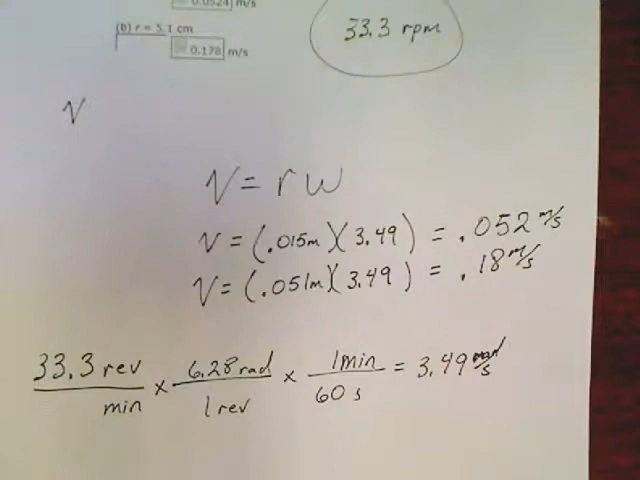 0.0524 m/s
(b) r = 5.1 cm
0.178 m/s
33.3 rpm
V
V = r w
V = (.015m)(3.49) = .052 m/s
V = (.051m)(3.49) = .18 m/s
33.3 rev / min × 6.28 rad / 1 rev × 1 min / 60 s = 3.49 rad/s